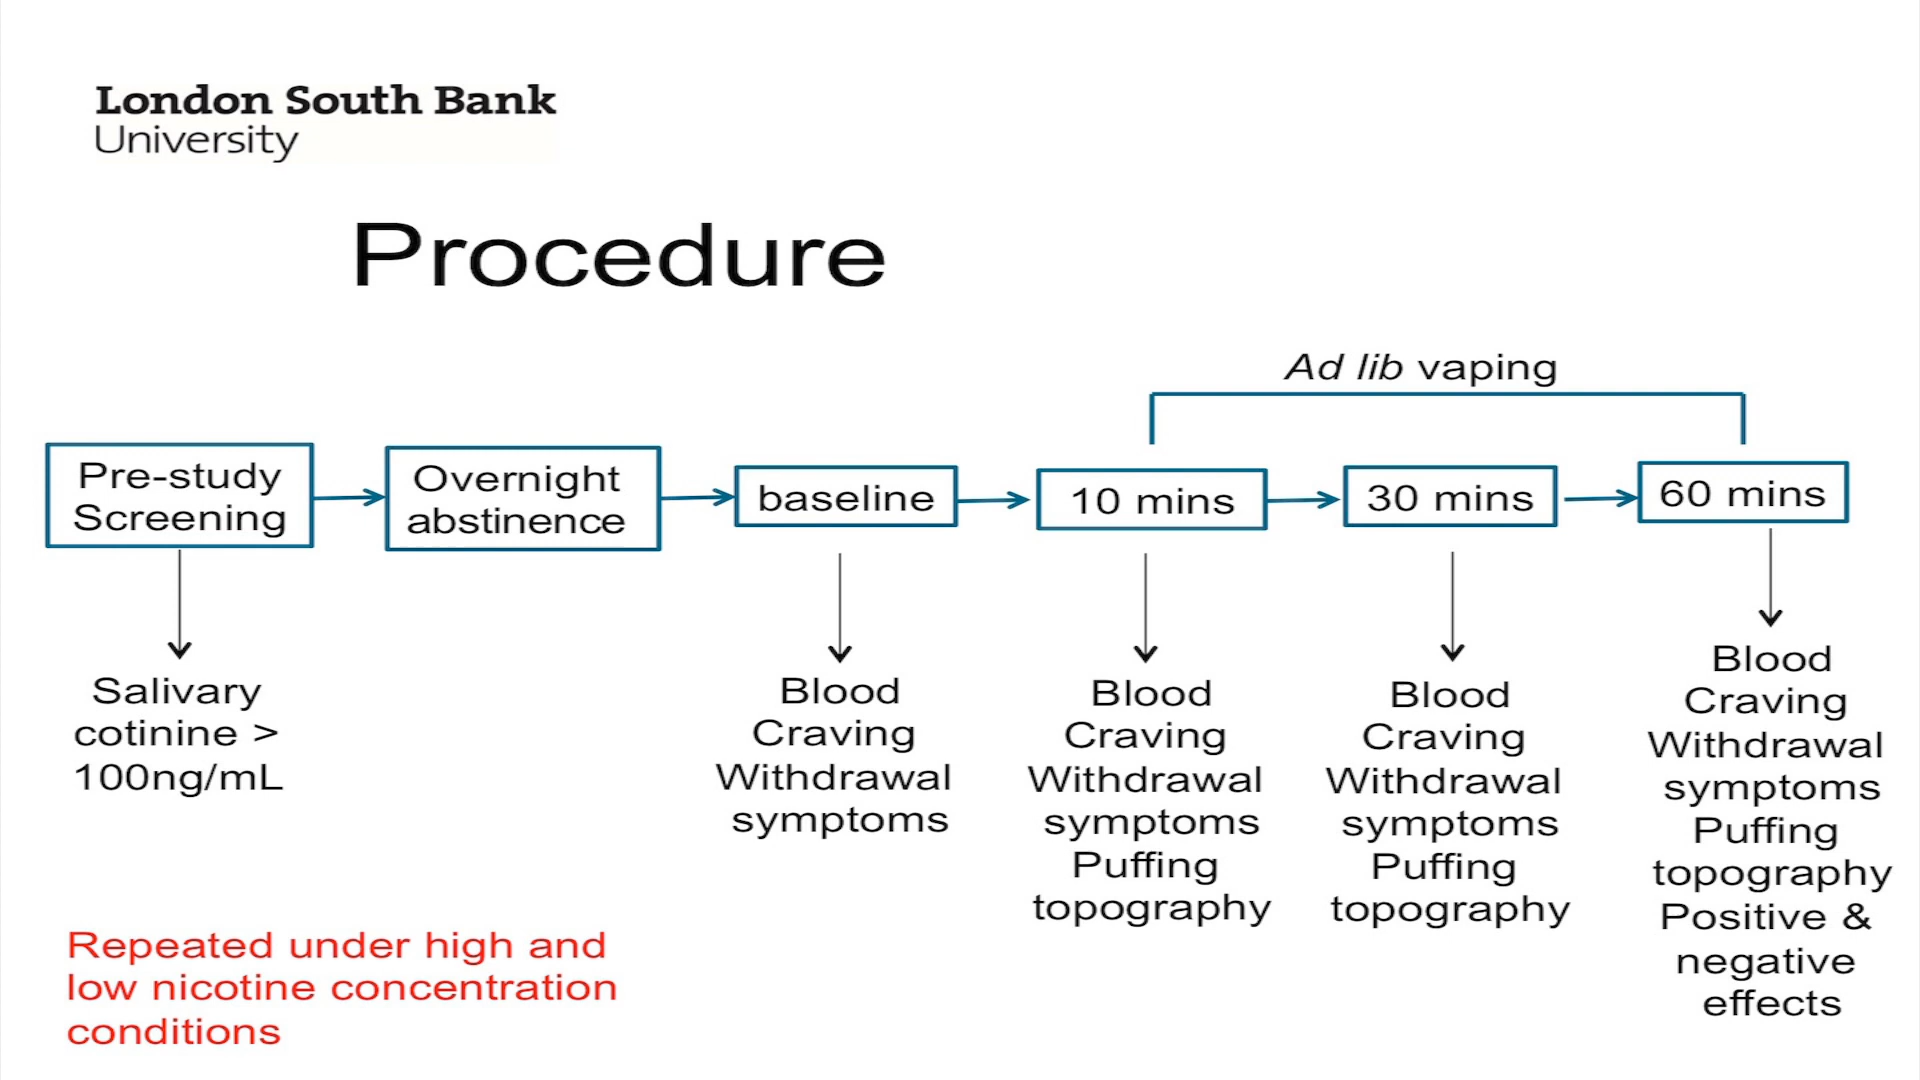 London South Bank
University
Procedure
Ad lib vaping
Pre-study
Screening
Overnight
abstinence
baseline
10 mins
30 mins
60 mins
Salivary
cotinine >
100ng/mL
Blood
Craving
Withdrawal
symptoms
Blood
Craving
Withdrawal
symptoms
Puffing
topography
Blood
Craving
Withdrawal
symptoms
Puffing
topography
Blood
Craving
Withdrawal
symptoms
Puffing
topography
Positive &
negative
effects
Repeated under high and
low nicotine concentration
conditions